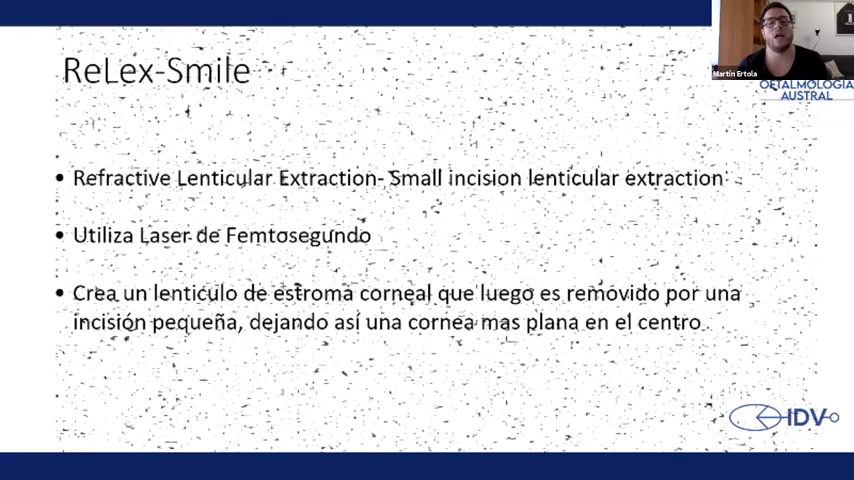 ReLex-Smile
Martín Ertola
OFTALMOLOGÍA
AUSTRAL
• Refractive Lenticular Extraction- Small incision lenticular extraction
• Utiliza Laser de Femtosegundo
• Crea un lenticulo de estroma corneal que luego es removido por una
incisión pequeña, dejando así una cornea mas plana en el centro
IDV